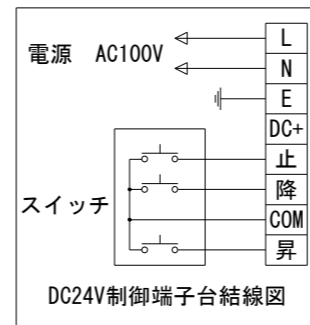 電源 AC100V
L
N
E
DC+
止
降
COM
昇
スイッチ
DC24V制御端子台結線図